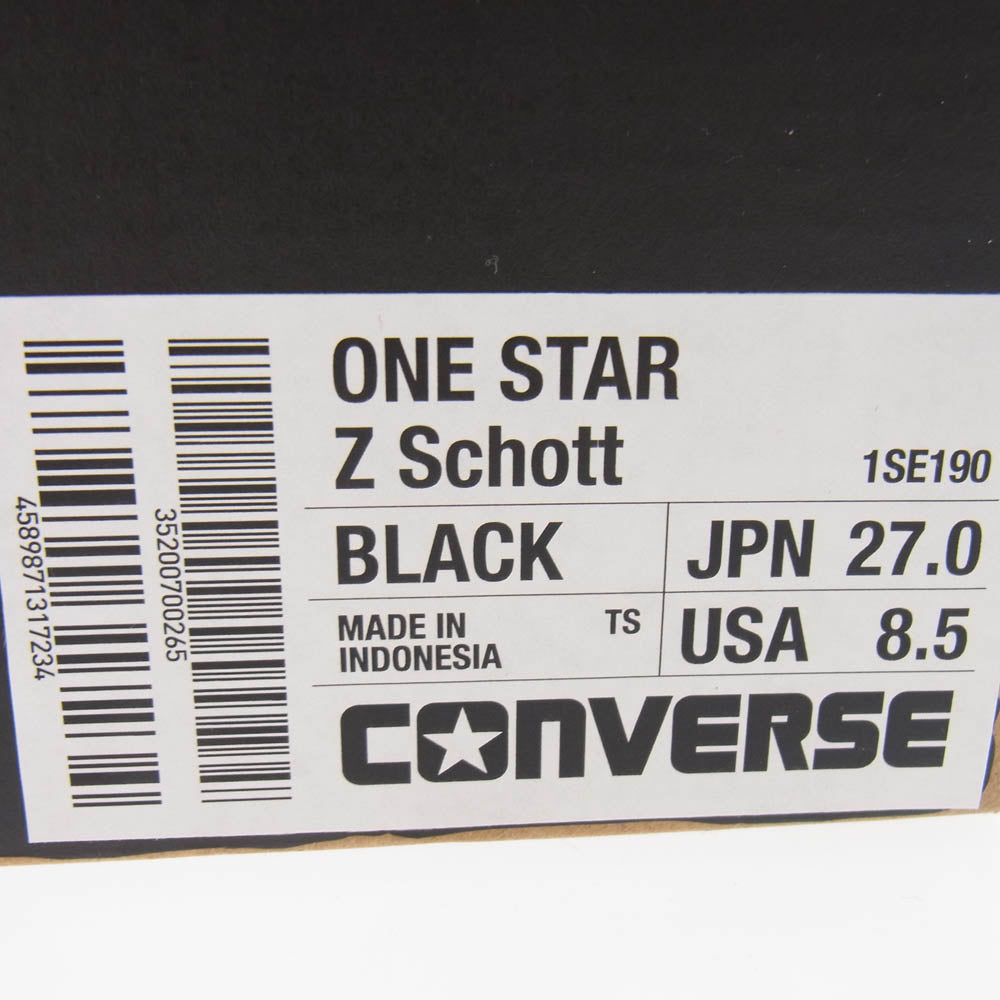 ONE STAR
Z Schott
1SE190
BLACK
JPN 27.0
MADE IN
INDONESIA
TS
USA 8.5
CONVERSE
4589871317234
35200700265